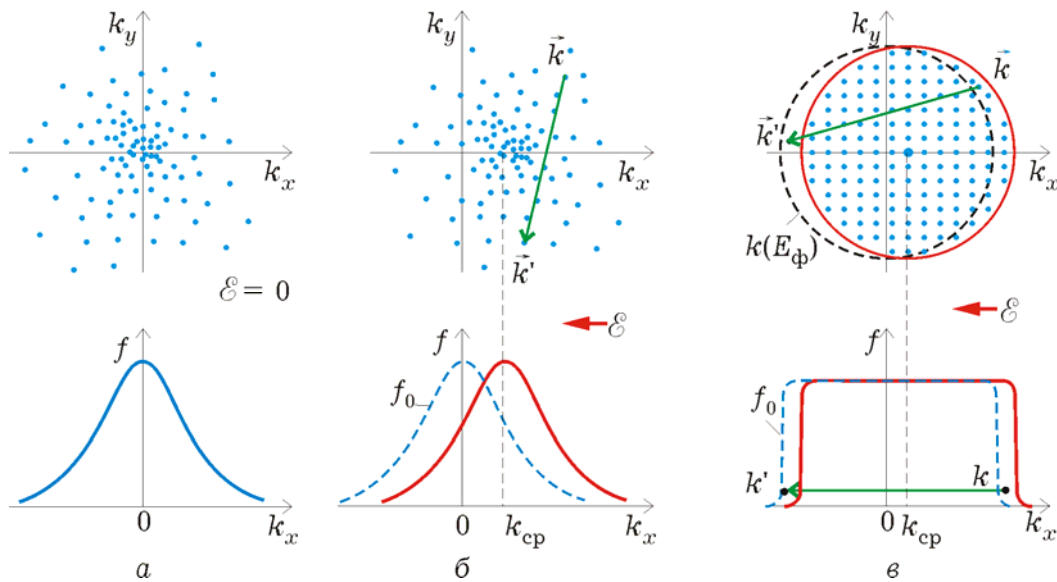 k_y
k_x
ℰ = 0
f
0
k_x
а
k_y
k⃗
k_x
k⃗'
ℰ
f
f_0
0
k_ср
k_x
б
k_y
k⃗
k⃗'
k_x
k(E_ф)
ℰ
f
f_0
k'
k
0
k_ср
k_x
в